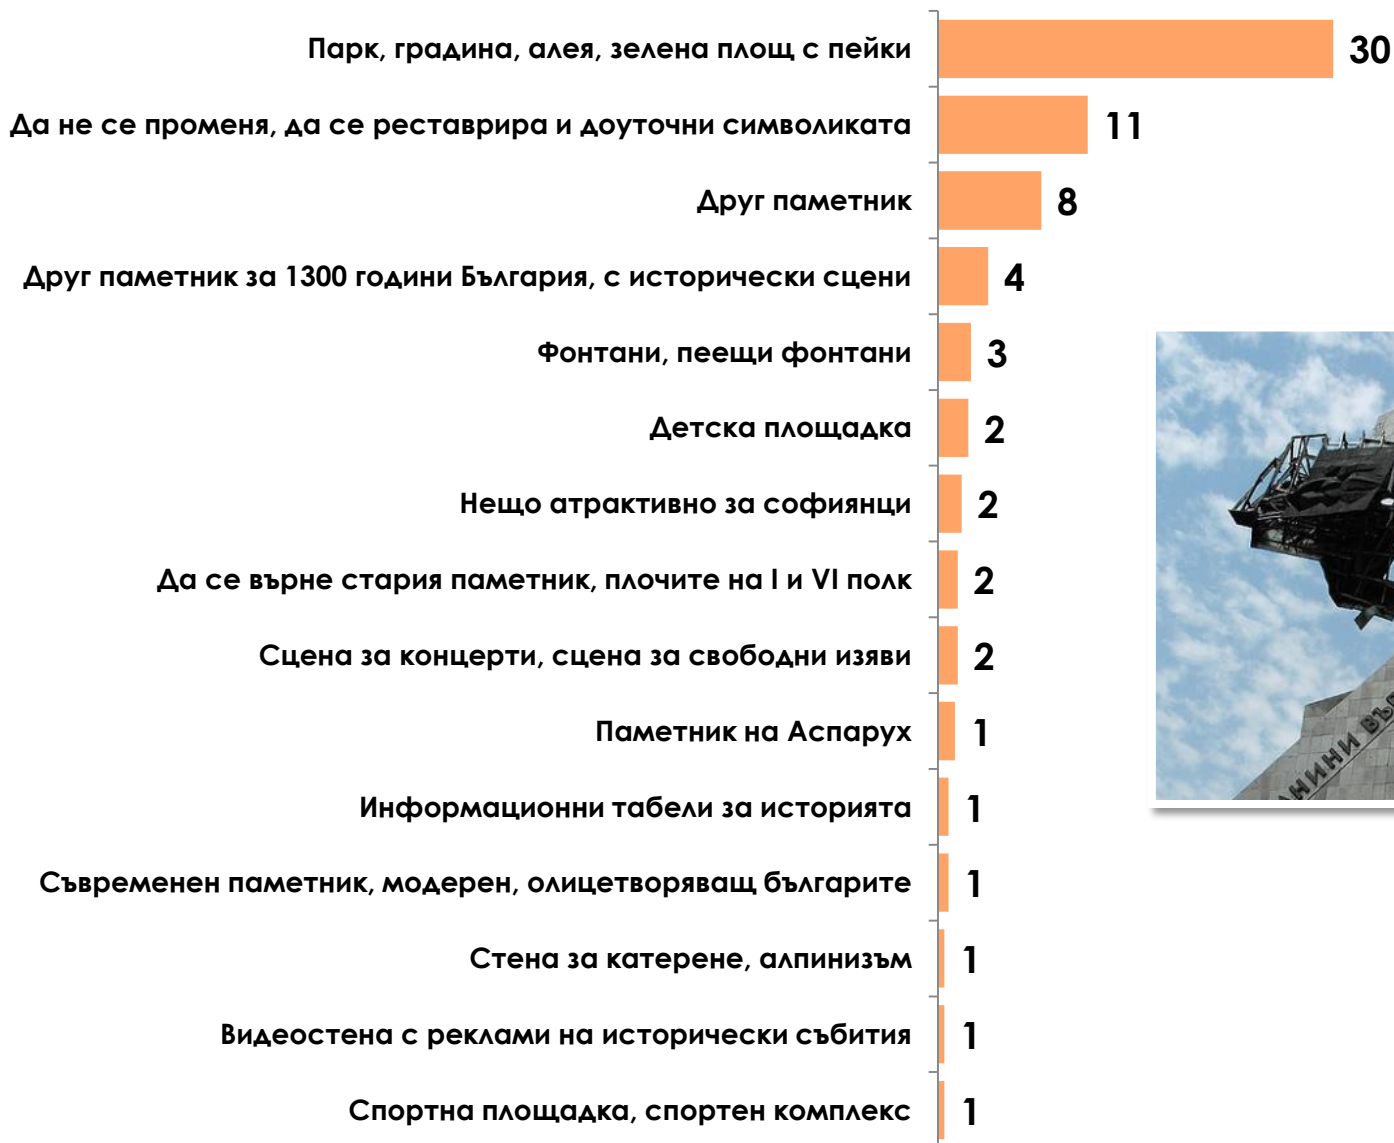 Парк, градина, алея, зелена площ с пейки 30
Да не се променя, да се реставрира и доуточни символиката 11
Друг паметник 8
Друг паметник за 1300 години България, с исторически сцени 4
Фонтани, пеещи фонтани 3
Детска площадка 2
Нещо атрактивно за софиянци 2
Да се върне стария паметник, плочите на I и VI полк 2
Сцена за концерти, сцена за свободни изяви 2
Паметник на Аспарух 1
Информационни табели за историята 1
Съвременен паметник, модерен, олицетворяващ българите 1
Стена за катерене, алпинизъм 1
Видеостена с реклами на исторически събития 1
Спортна площадка, спортен комплекс 1